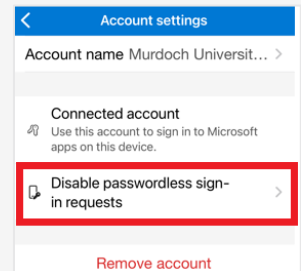 Account settings
Account name Murdoch Universit...
Connected account
Use this account to sign in to Microsoft
apps on this device.
Disable passwordless sign-
in requests
Remove account